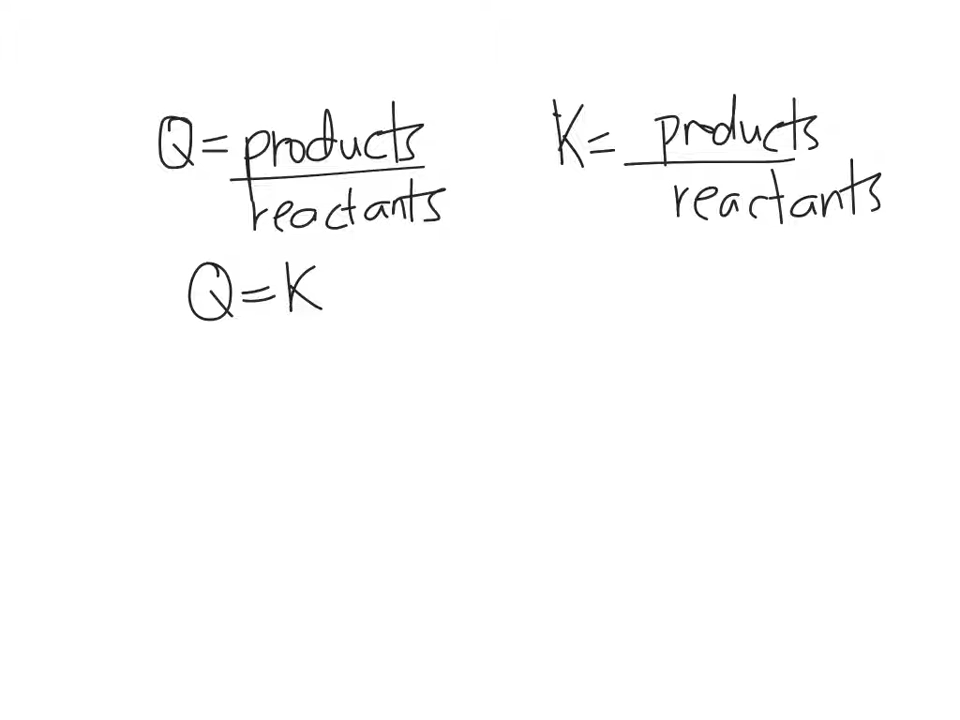 Q = products / reactants
K = products / reactants
Q = K